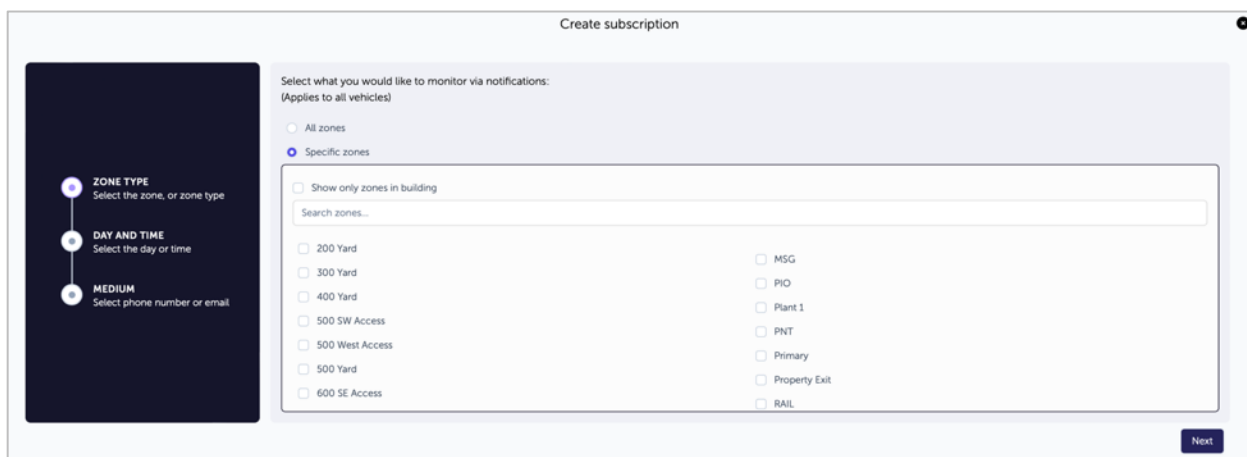 Create subscription
ZONE TYPE
Select the zone, or zone type
DAY AND TIME
Select the day or time
MEDIUM
Select phone number or email
Select what you would like to monitor via notifications:
(Applies to all vehicles)
All zones
Specific zones
Show only zones in building
Search zones...
200 Yard
300 Yard
400 Yard
500 SW Access
500 West Access
500 Yard
600 SE Access
MSG
PIO
Plant 1
PNT
Primary
Property Exit
RAIL
Next